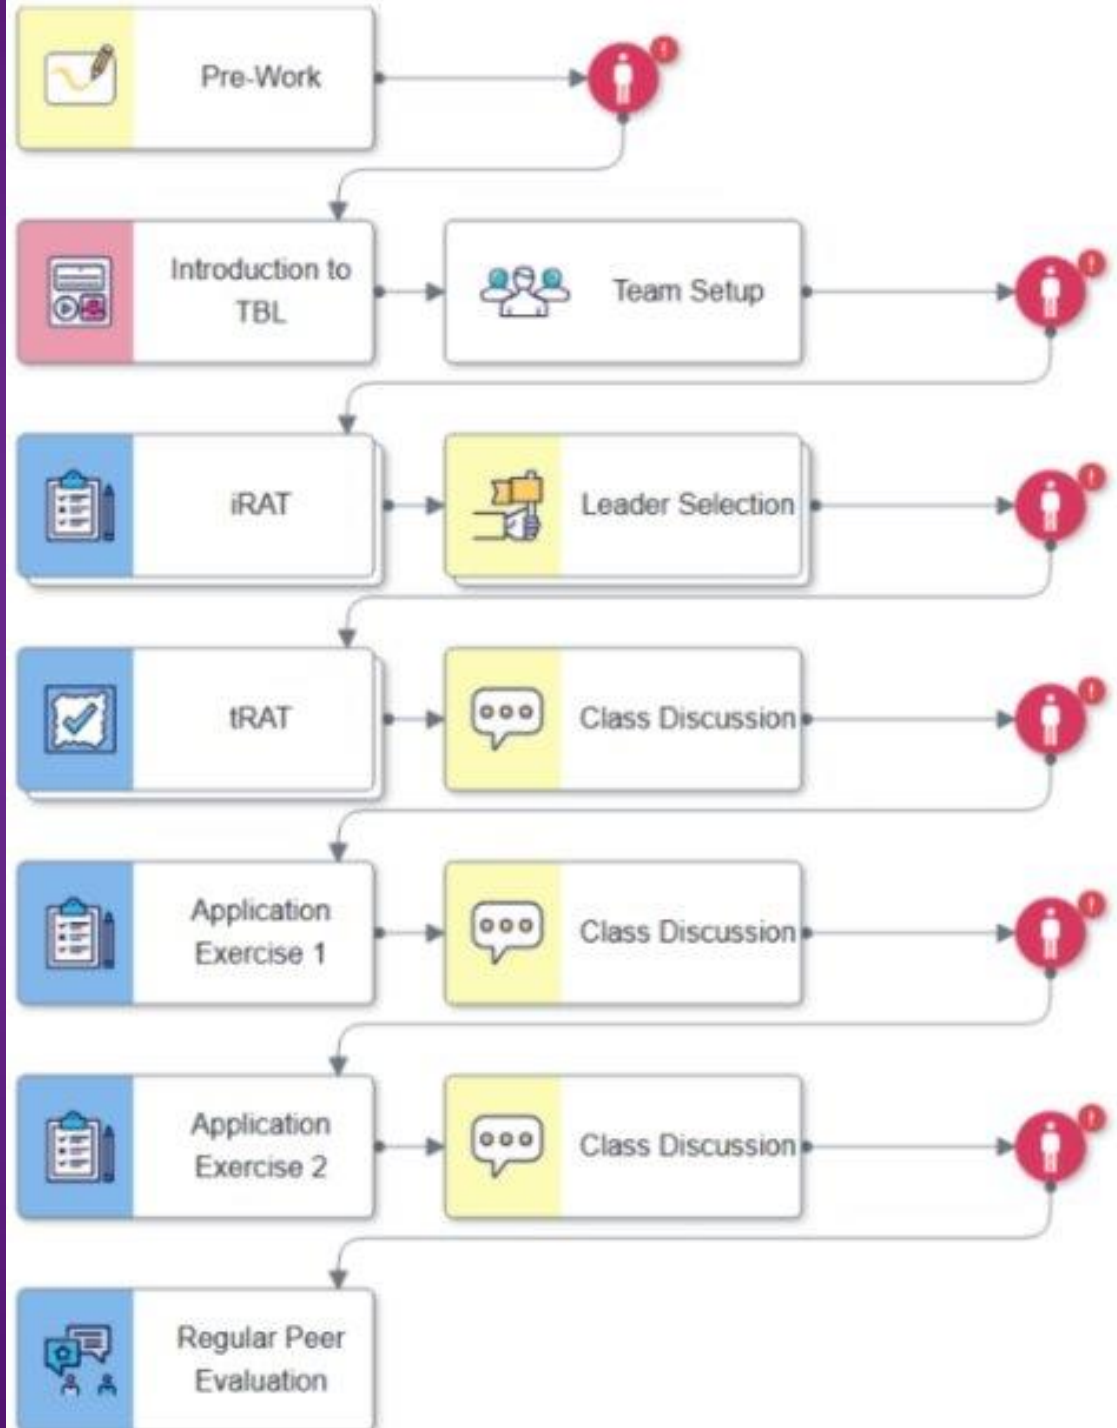 Pre-Work
!
Introduction to
TBL
Team Setup
!
iRAT
Leader Selection
!
tRAT
Class Discussion
!
Application
Exercise 1
Class Discussion
!
Application
Exercise 2
Class Discussion
!
Regular Peer
Evaluation